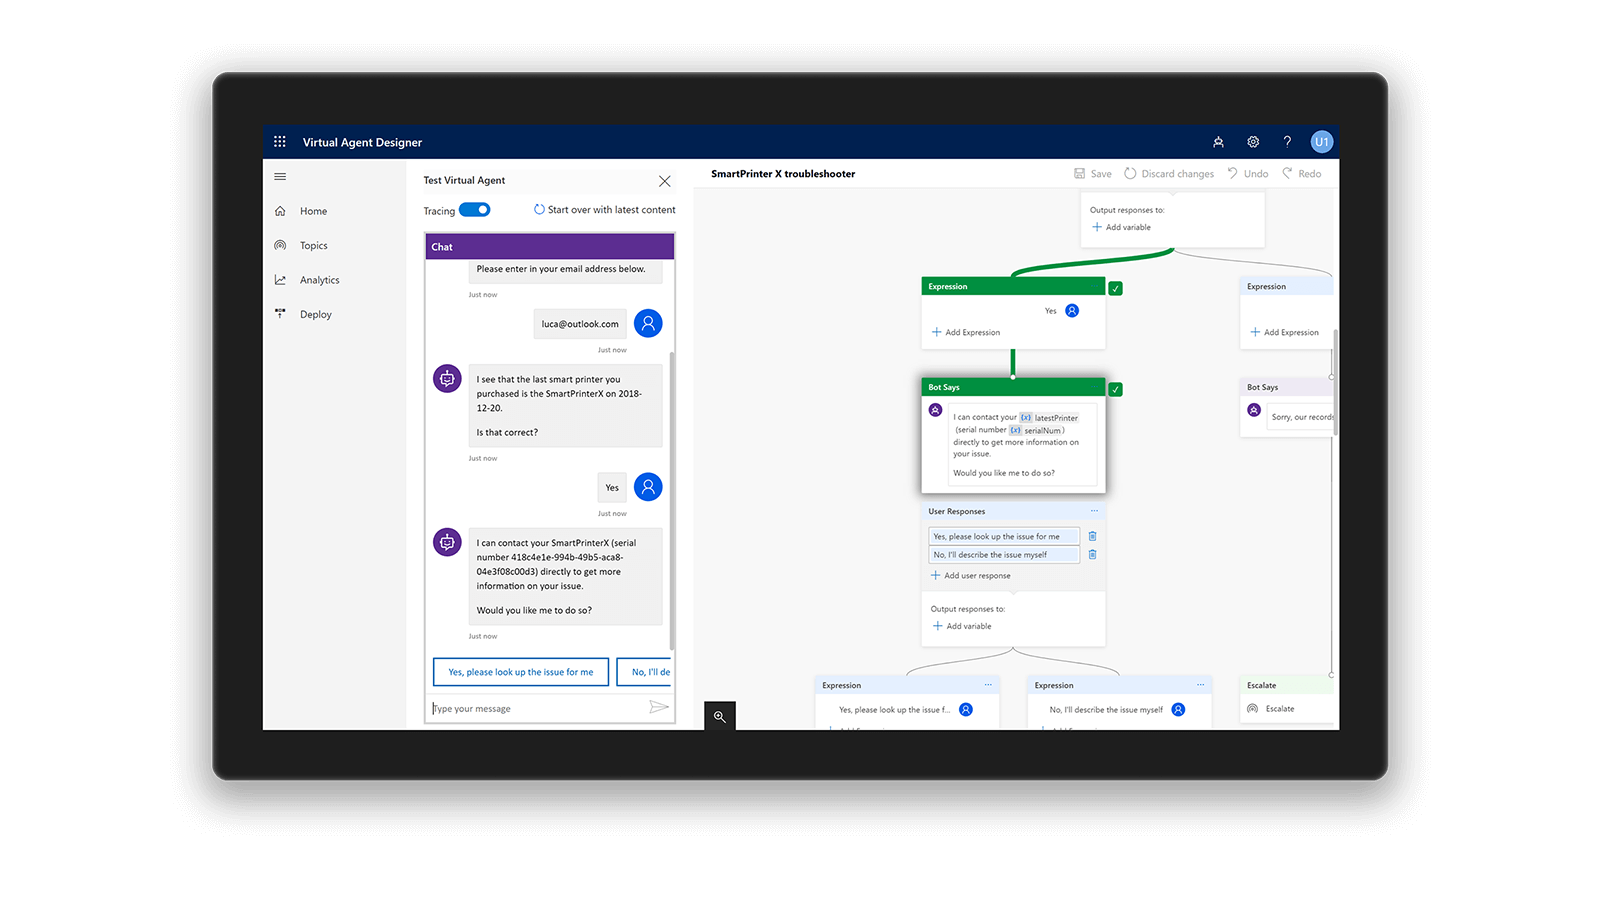 Virtual Agent Designer
?
U1
Home
Topics
Analytics
Deploy
Test Virtual Agent
Tracing
Start over with latest content
Chat
Please enter in your email address below.
Just now
luca@outlook.com
Just now
I see that the last smart printer you
purchased is the SmartPrinterX on 2018-
12-20.
Is that correct?
Just now
Yes
Just now
I can contact your SmartPrinterX (serial
number 418c4e1e-994b-49b5-aca8-
04e3f08c00d3) directly to get more
information on your issue.
Would you like me to do so?
Just now
Yes, please look up the issue for me
No, I'll de
Type your message
SmartPrinter X troubleshooter
Save
Discard changes
Undo
Redo
Output responses to:
Add variable
Expression
Yes
Add Expression
Expression
Add Expression
Bot Says
I can contact your {x} latestPrinter
(serial number {x} serialNum)
directly to get more information on
your issue.
Would you like me to do so?
Bot Says
Sorry, our records
User Responses
Yes, please look up the issue for me
No, I'll describe the issue myself
Add user response
Output responses to:
Add variable
Expression
Yes, please look up the issue f...
Expression
No, I'll describe the issue myself
Escalate
Escalate